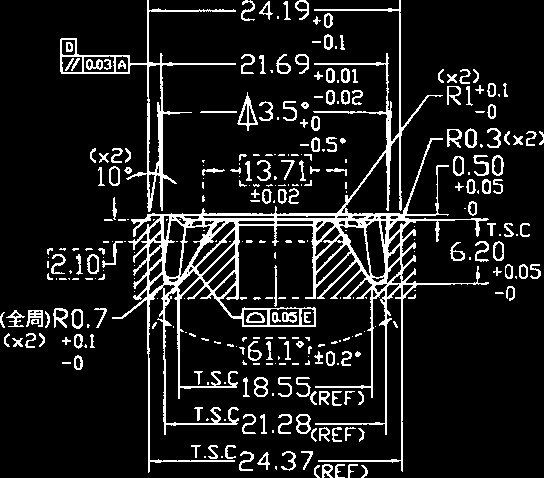 24.19 +0
-0.1
D
// 0.03 A
21.69 +0.01
-0.02
3.5° +0
-0.5°
(x2)
R1 +0.1
-0
R0.3(x2)
(x2)
10°
13.71
±0.02
0.50
+0.05
-0
T.S.C
6.20
+0.05
-0
2.10
(全周)R0.7
(x2) +0.1
-0
0.05 E
61.1° ±0.2°
T.S.C 18.55(REF)
T.S.C 21.28(REF)
T.S.C 24.37(REF)